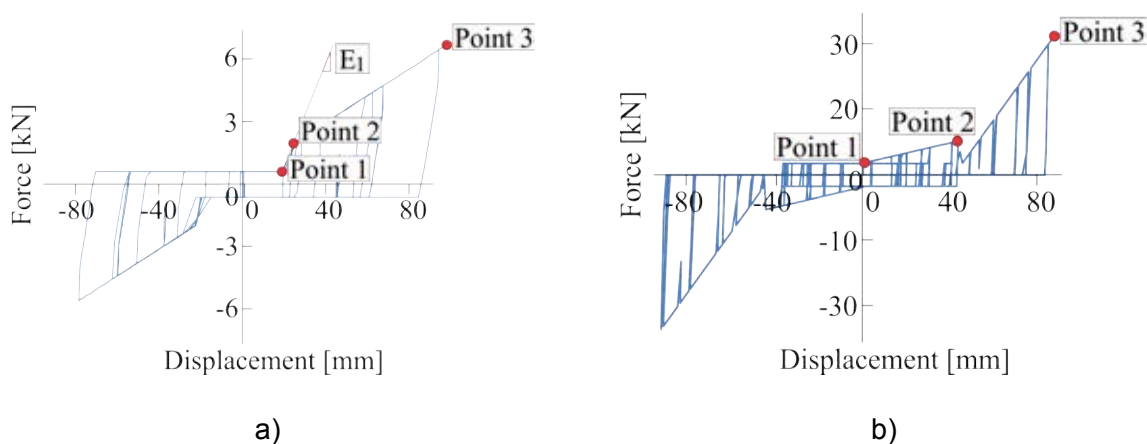 6
E1
Point 3
3
Point 2
Point 1
Force [kN]
0
-80
-40
0
40
80
-3
-6
Displacement [mm]
a)
30
Point 3
20
Point 2
Point 1
Force [kN]
0
-80
-40
0
40
80
-10
-30
Displacement [mm]
b)